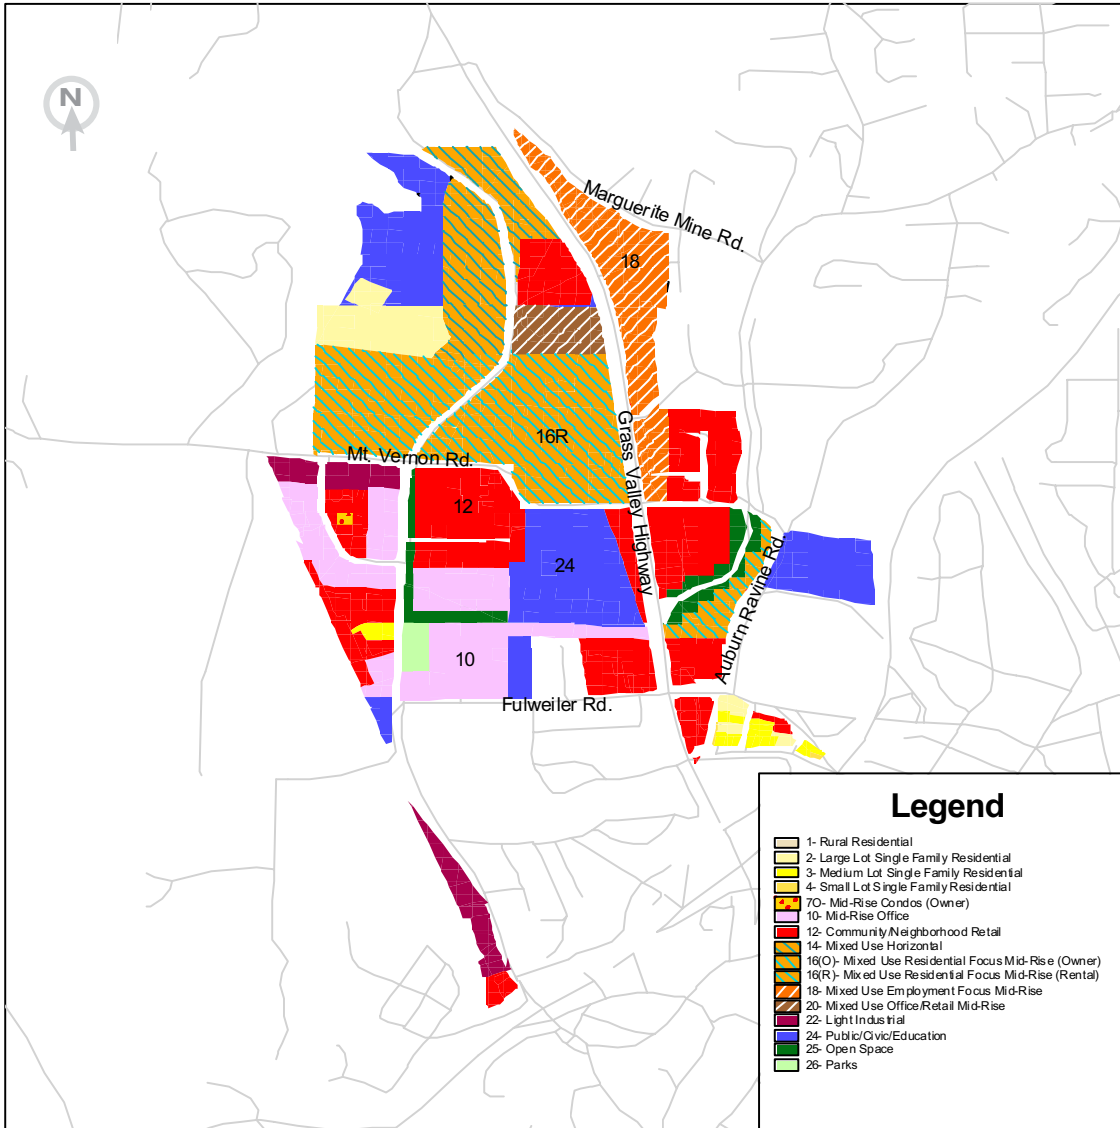 N
Marguerite Mine Rd.
18
16R
Grass Valley Highway
Mt. Vernon Rd.
12
24
Auburn Ravine Rd.
10
Fulweiler Rd.
Legend
1- Rural Residential
2- Large Lot Single Family Residential
3- Medium Lot Single Family Residential
4- Small Lot Single Family Residential
7O- Mid-Rise Condos (Owner)
10- Mid-Rise Office
12- Community/Neighborhood Retail
14- Mixed Use Horizontal
16(O)- Mixed Use Residential Focus Mid-Rise (Owner)
16(R)- Mixed Use Residential Focus Mid-Rise (Rental)
18- Mixed Use Employment Focus Mid-Rise
20- Mixed Use Office/Retail Mid-Rise
22- Light Industrial
24- Public/Civic/Education
25- Open Space
26- Parks